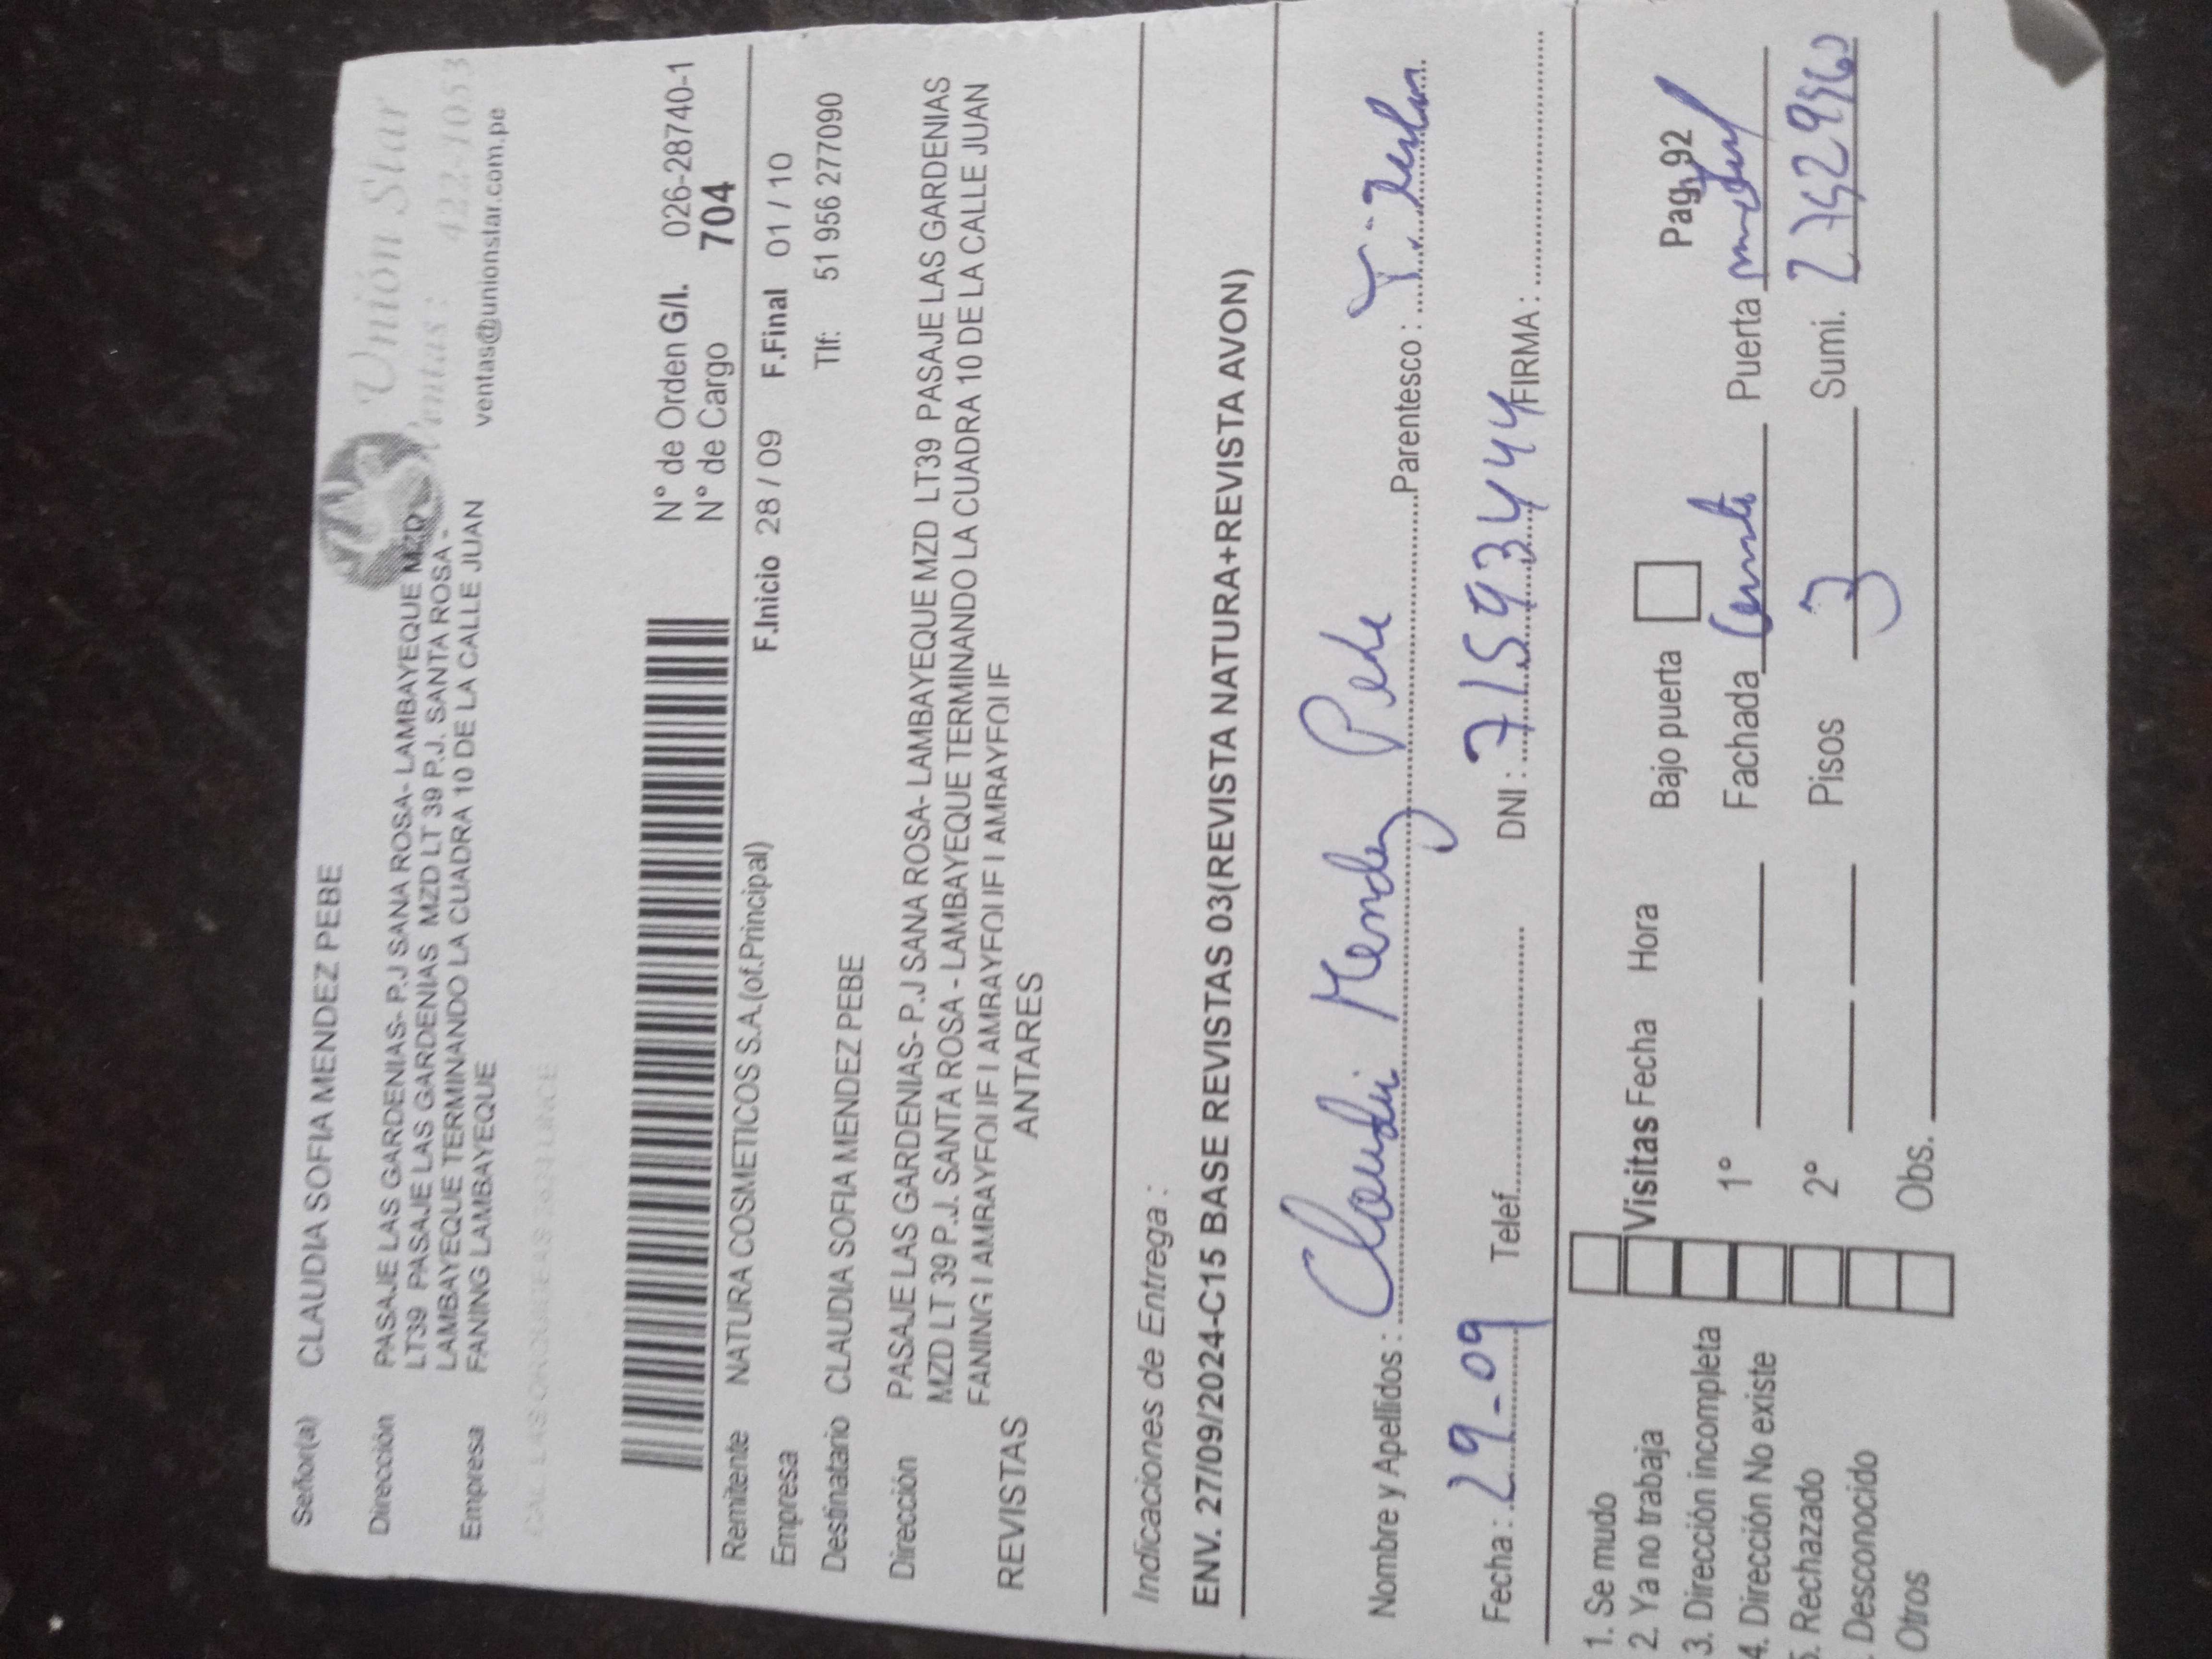 Señor(a) CLAUDIA SOFIA MENDEZ PEBE
Unión Star
Ventas: 422-1053
ventas@unionstar.com.pe
Dirección PASAJE LAS GARDENIAS- P.J SANA ROSA- LAMBAYEQUE MZD
LT39 PASAJE LAS GARDENIAS MZD LT 39 P.J. SANTA ROSA -
LAMBAYEQUE TERMINANDO LA CUADRA 10 DE LA CALLE JUAN
Empresa FANING LAMBAYEQUE
N° de Orden G/I. 026-28740-1
N° de Cargo 704
Remitente NATURA COSMETICOS S.A.(of.Principal) F.Inicio 28 / 09 F.Final 01 / 10
Empresa
Destinatario CLAUDIA SOFIA MENDEZ PEBE Tlf: 51 956 277090
Dirección PASAJE LAS GARDENIAS- P.J SANA ROSA- LAMBAYEQUE MZD LT39 PASAJE LAS GARDENIAS
MZD LT 39 P.J. SANTA ROSA - LAMBAYEQUE TERMINANDO LA CUADRA 10 DE LA CALLE JUAN
FANING
REVISTAS ANTARES
Indicaciones de Entrega :
ENV. 27/09/2024-C15 BASE REVISTAS 03(REVISTA NATURA+REVISTA AVON)
Nombre y Apellidos : Claudia Mendez Pebe Parentesco :
Fecha : 29-09 Telef. DNI : 71593444 FIRMA :
1. Se mudo
2. Ya no trabaja
3. Dirección incompleta
4. Dirección No existe
5. Rechazado
Desconocido
Otros
Visitas Fecha Hora
1°
2°
Obs.
Bajo puerta Pag. 92
Fachada Puerta
Pisos 3 Sumi.